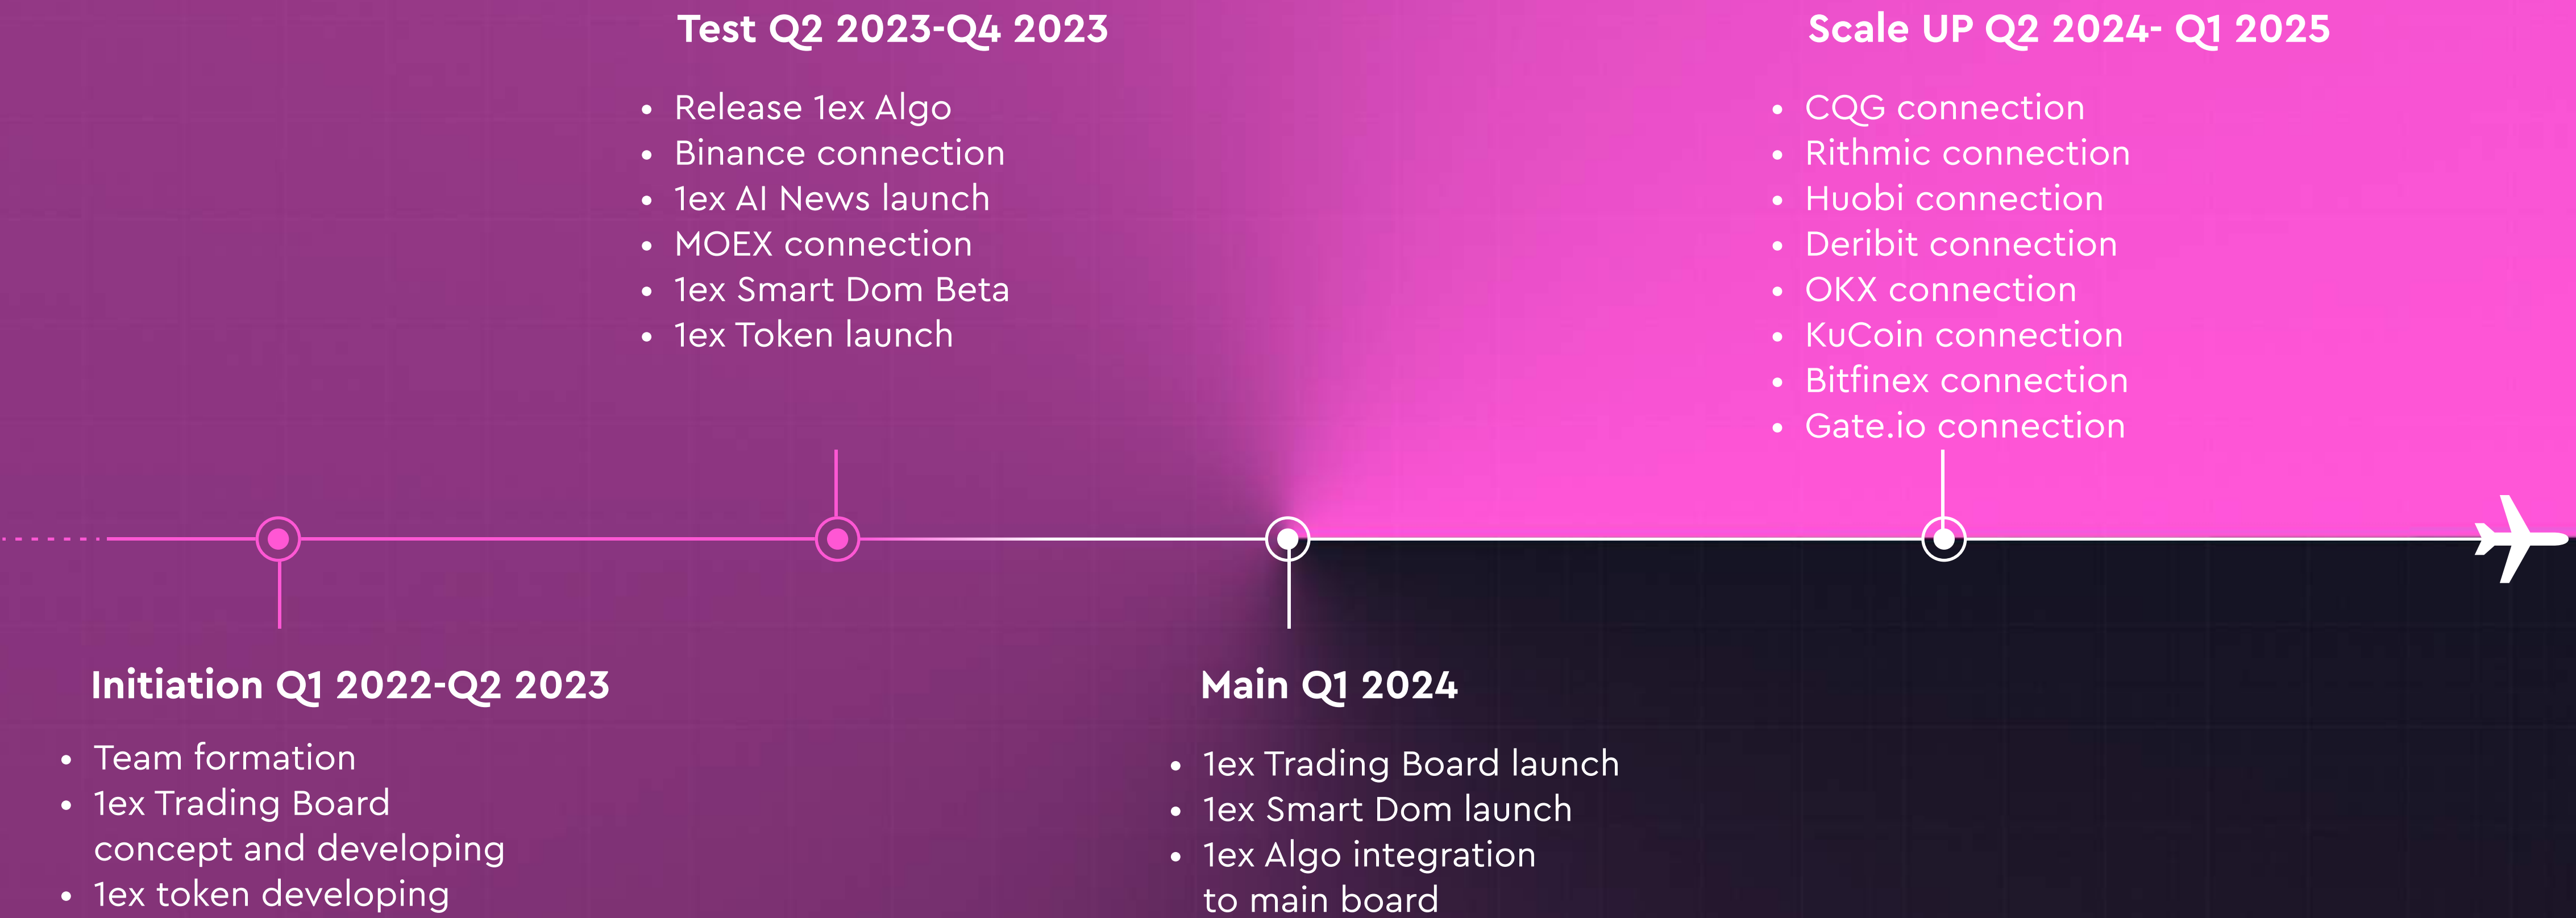 Test Q2 2023-Q4 2023
• Release 1ex Algo
• Binance connection
• 1ex AI News launch
• MOEX connection
• 1ex Smart Dom Beta
• 1ex Token launch
Scale UP Q2 2024- Q1 2025
• CQG connection
• Rithmic connection
• Huobi connection
• Deribit connection
• OKX connection
• KuCoin connection
• Bitfinex connection
• Gate.io connection
Initiation Q1 2022-Q2 2023
• Team formation
• 1ex Trading Board
concept and developing
• 1ex token developing
Main Q1 2024
• 1ex Trading Board launch
• 1ex Smart Dom launch
• 1ex Algo integration
to main board